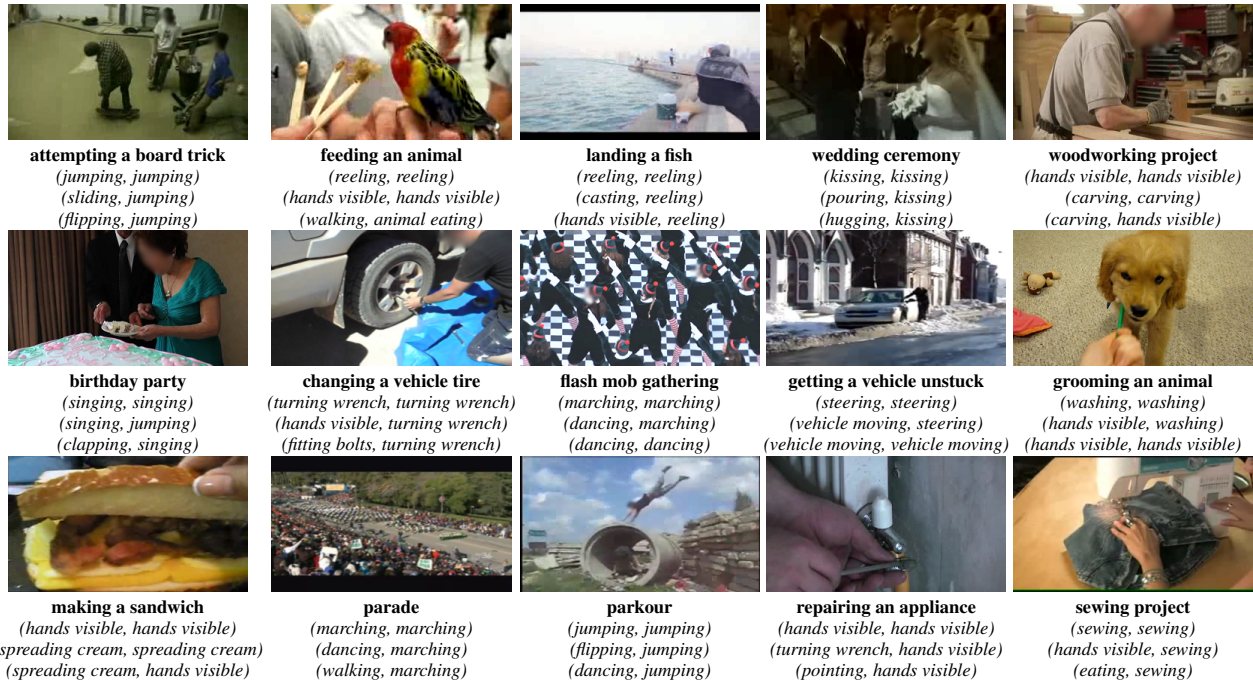 attempting a board trick
(jumping, jumping)
(sliding, jumping)
(flipping, jumping)
feeding an animal
(reeling, reeling)
(hands visible, hands visible)
(walking, animal eating)
landing a fish
(reeling, reeling)
(casting, reeling)
(hands visible, reeling)
wedding ceremony
(kissing, kissing)
(pouring, kissing)
(hugging, kissing)
woodworking project
(hands visible, hands visible)
(carving, carving)
(carving, hands visible)
birthday party
(singing, singing)
(singing, jumping)
(clapping, singing)
changing a vehicle tire
(turning wrench, turning wrench)
(hands visible, turning wrench)
(fitting bolts, turning wrench)
flash mob gathering
(marching, marching)
(dancing, marching)
(dancing, dancing)
getting a vehicle unstuck
(steering, steering)
(vehicle moving, steering)
(vehicle moving, vehicle moving)
grooming an animal
(washing, washing)
(hands visible, washing)
(hands visible, hands visible)
making a sandwich
(hands visible, hands visible)
spreading cream, spreading cream)
(spreading cream, hands visible)
parade
(marching, marching)
(dancing, marching)
(walking, marching)
parkour
(jumping, jumping)
(flipping, jumping)
(dancing, jumping)
repairing an appliance
(hands visible, hands visible)
(turning wrench, hands visible)
(pointing, hands visible)
sewing project
(sewing, sewing)
(hands visible, sewing)
(eating, sewing)